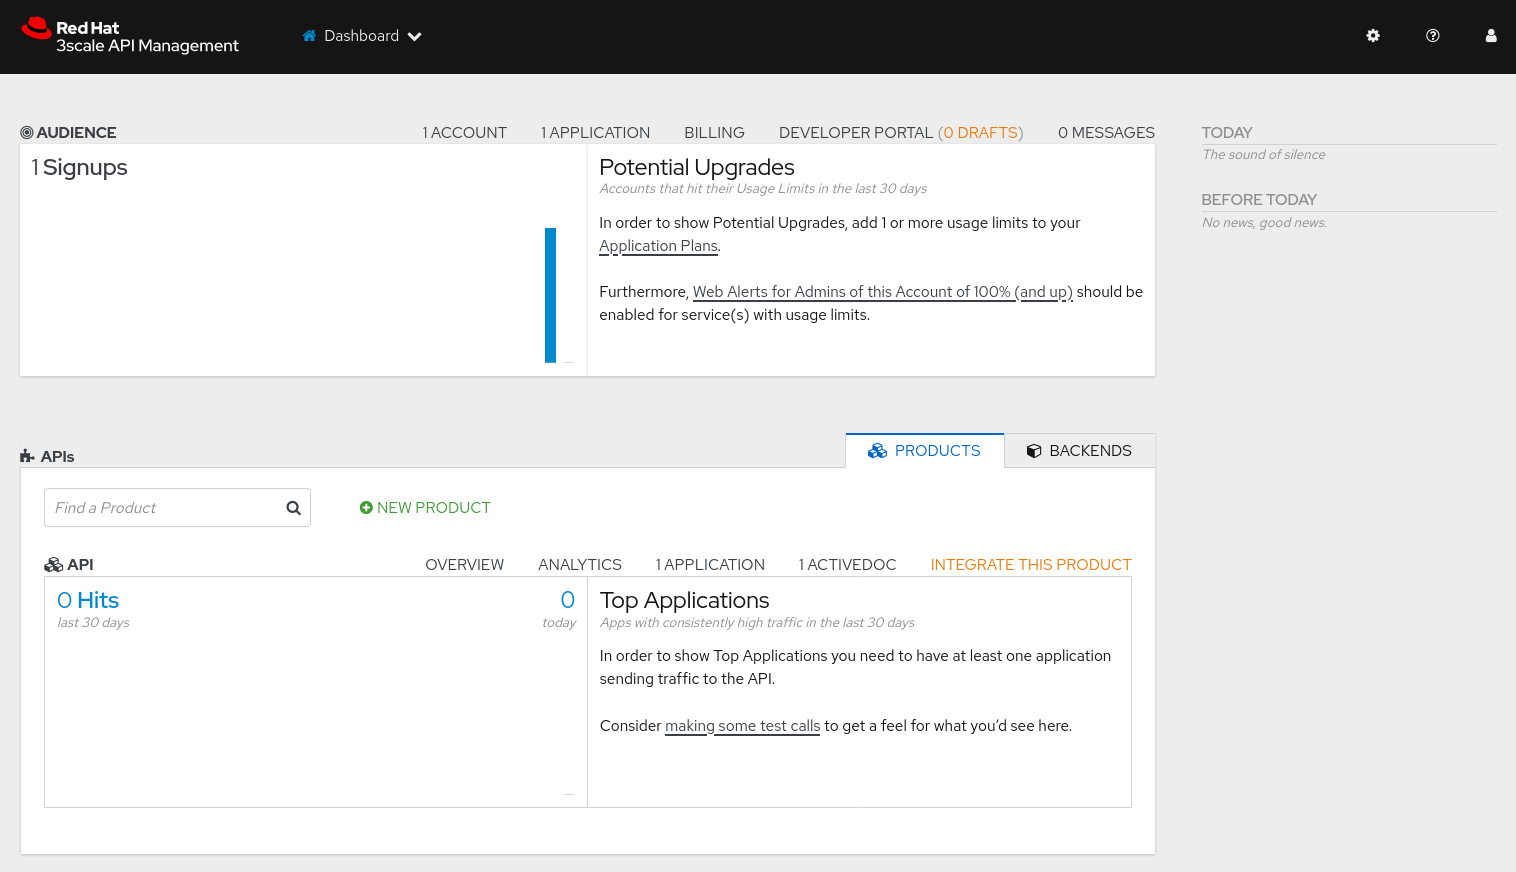 Red Hat
3scale API Management
Dashboard
AUDIENCE
1 ACCOUNT
1 APPLICATION
BILLING
DEVELOPER PORTAL (0 DRAFTS)
0 MESSAGES
1 Signups
Potential Upgrades
Accounts that hit their Usage Limits in the last 30 days
In order to show Potential Upgrades, add 1 or more usage limits to your
Application Plans.
Furthermore, Web Alerts for Admins of this Account of 100% (and up) should be
enabled for service(s) with usage limits.
TODAY
The sound of silence
BEFORE TODAY
No news, good news.
APIs
PRODUCTS
BACKENDS
Find a Product
NEW PRODUCT
API
OVERVIEW
ANALYTICS
1 APPLICATION
1 ACTIVEDOC
INTEGRATE THIS PRODUCT
0 Hits
last 30 days
0
today
Top Applications
Apps with consistently high traffic in the last 30 days
In order to show Top Applications you need to have at least one application
sending traffic to the API.
Consider making some test calls to get a feel for what you’d see here.